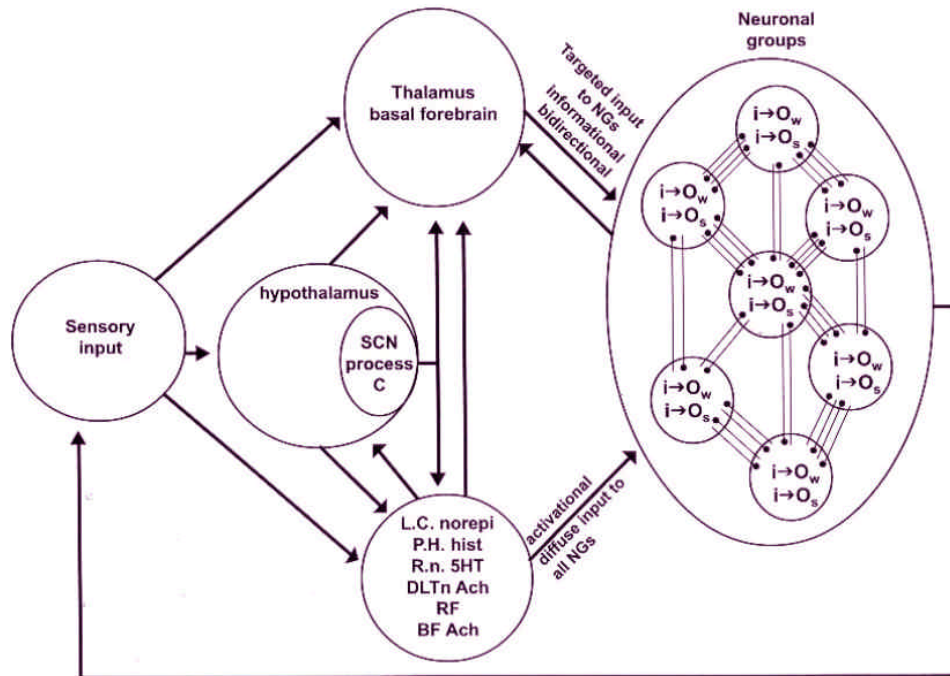 Neuronal
groups
Thalamus
basal forebrain
Targeted input
to NGs
informational
bidirectional
i→Ow
i→Os
i→Ow
i→Os
i→Ow
i→Os
i→Ow
i→Os
i→Ow
i→Os
i→Ow
i→Os
i→Ow
i→Os
Sensory
input
hypothalamus
SCN
process
C
L.C. norepi
P.H. hist
R.n. 5HT
DLTn Ach
RF
BF Ach
activational
diffuse input to
all NGs